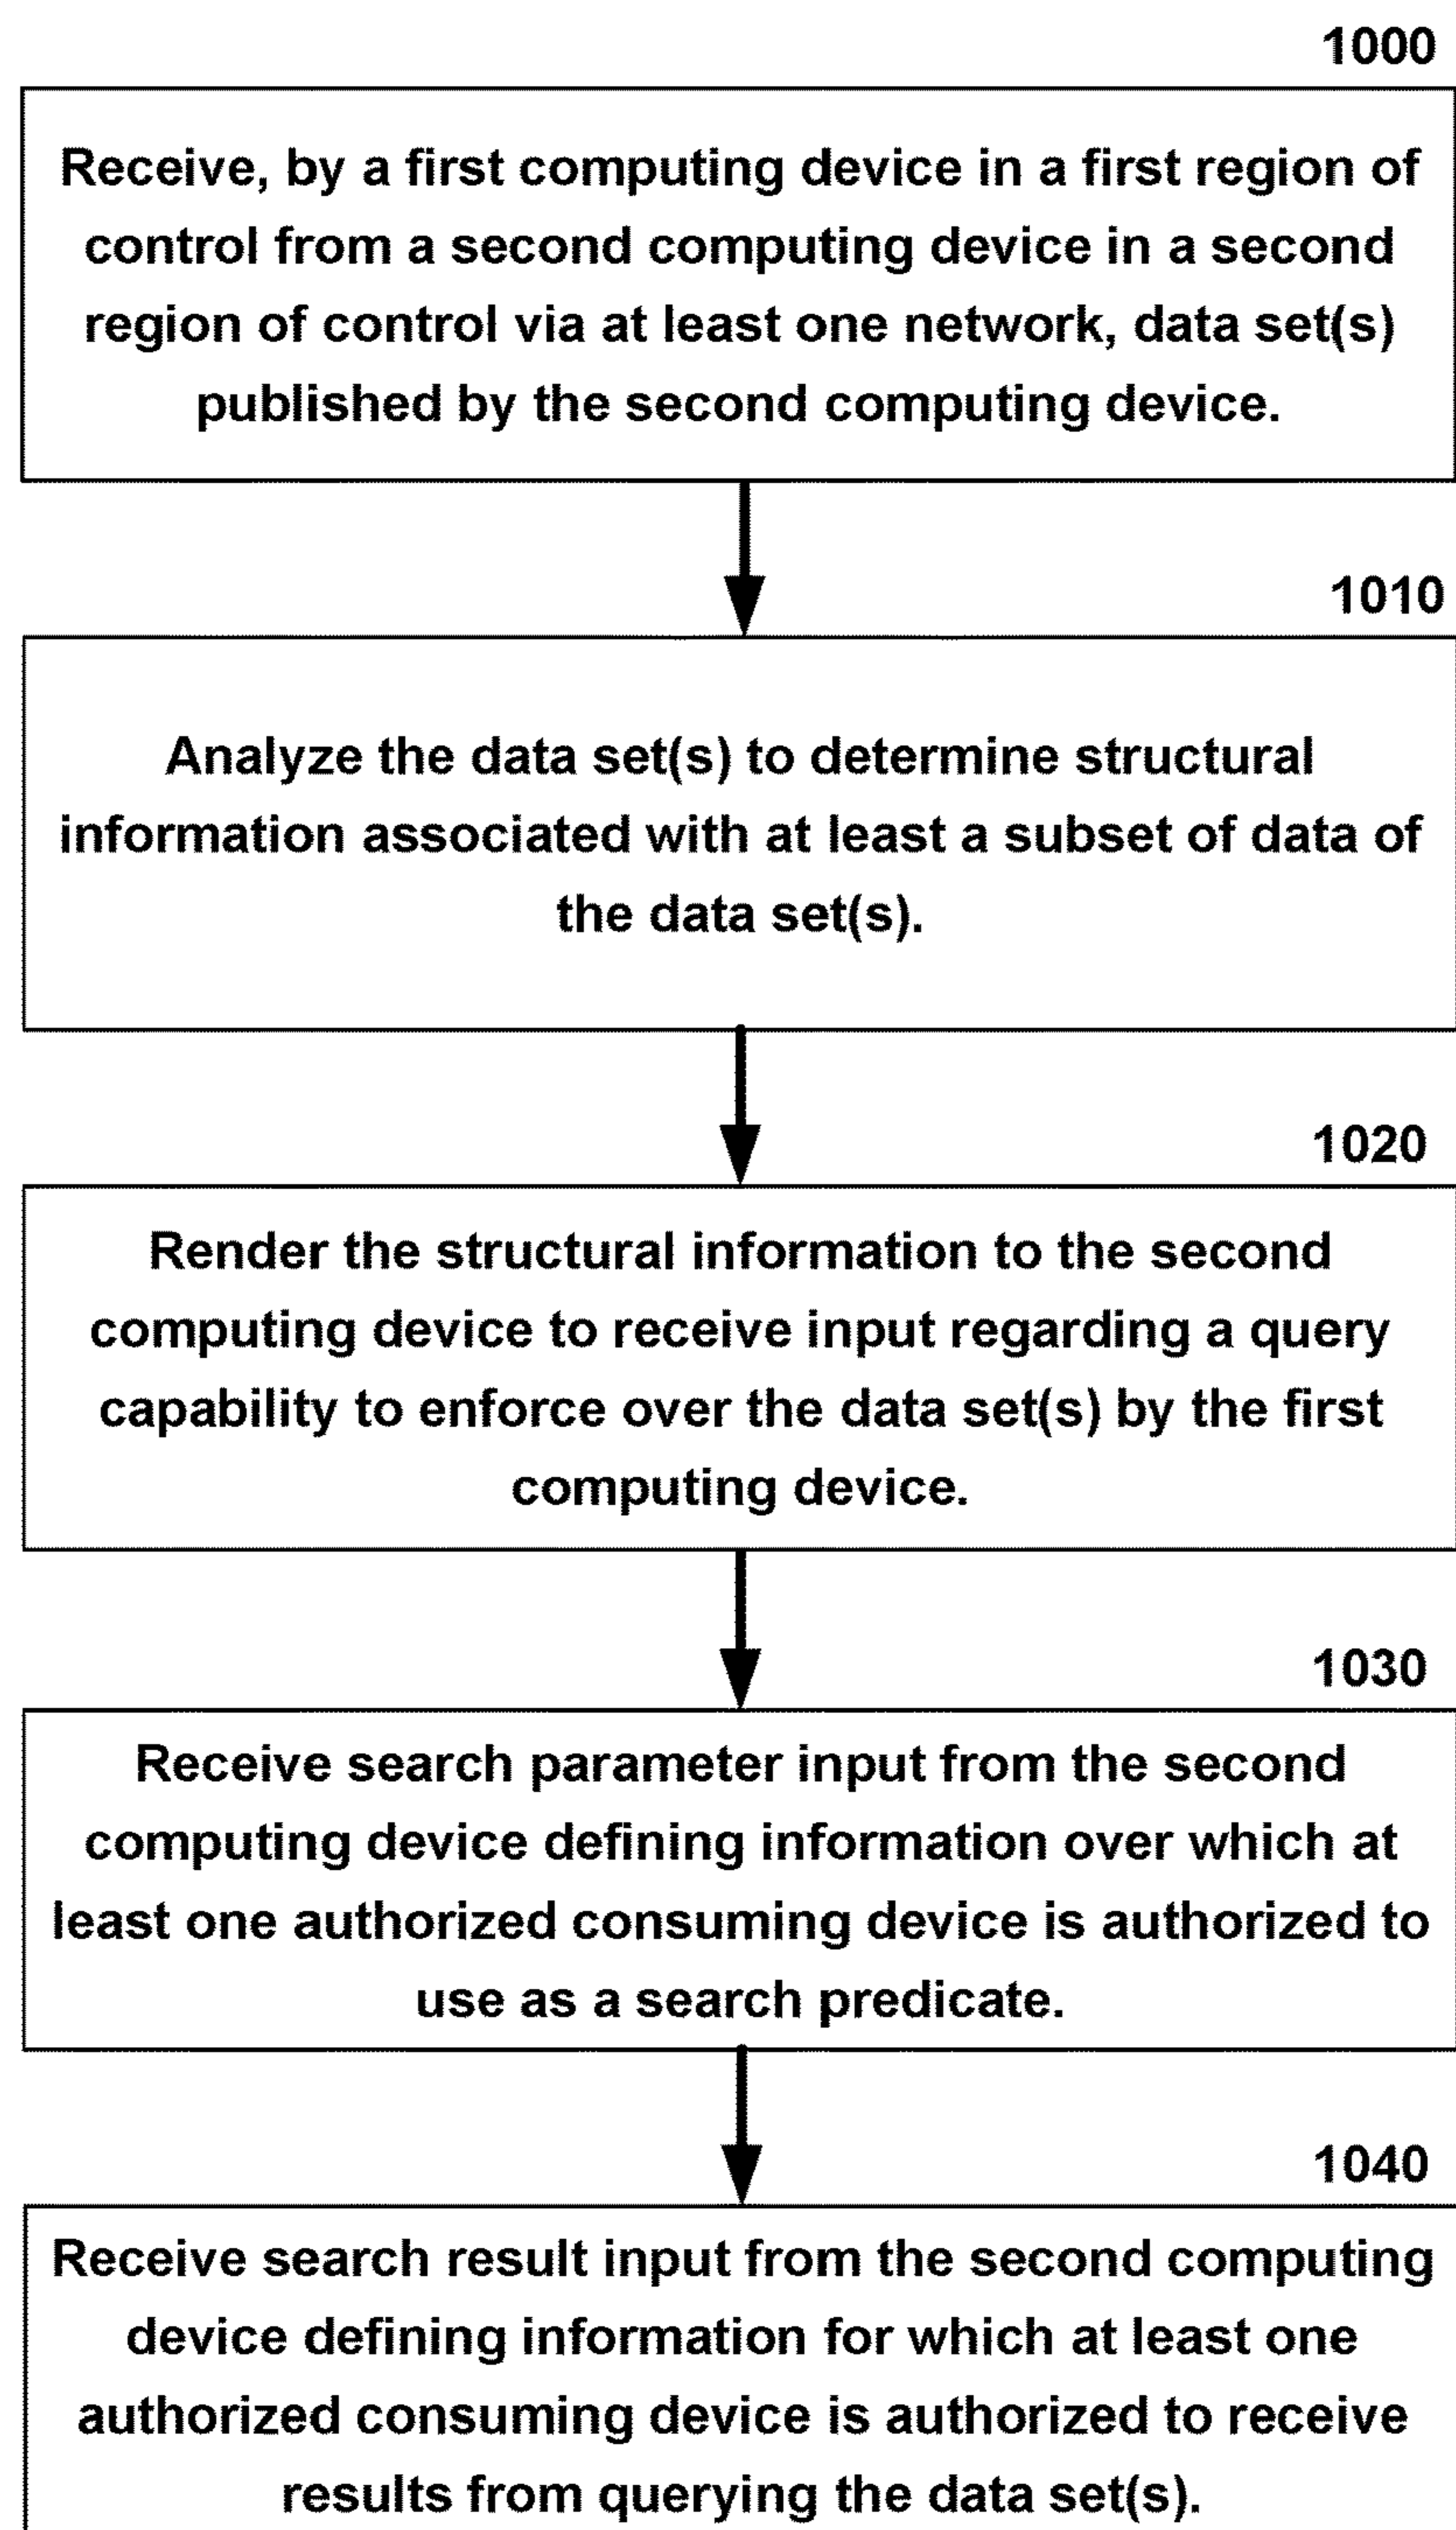 1000
Receive, by a first computing device in a first region of
control from a second computing device in a second
region of control via at least one network, data set(s)
published by the second computing device.
1010
Analyze the data set(s) to determine structural
information associated with at least a subset of data of
the data set(s).
1020
Render the structural information to the second
computing device to receive input regarding a query
capability to enforce over the data set(s) by the first
computing device.
1030
Receive search parameter input from the second
computing device defining information over which at
least one authorized consuming device is authorized to
use as a search predicate.
1040
Receive search result input from the second computing
device defining information for which at least one
authorized consuming device is authorized to receive
results from querying the data set(s).